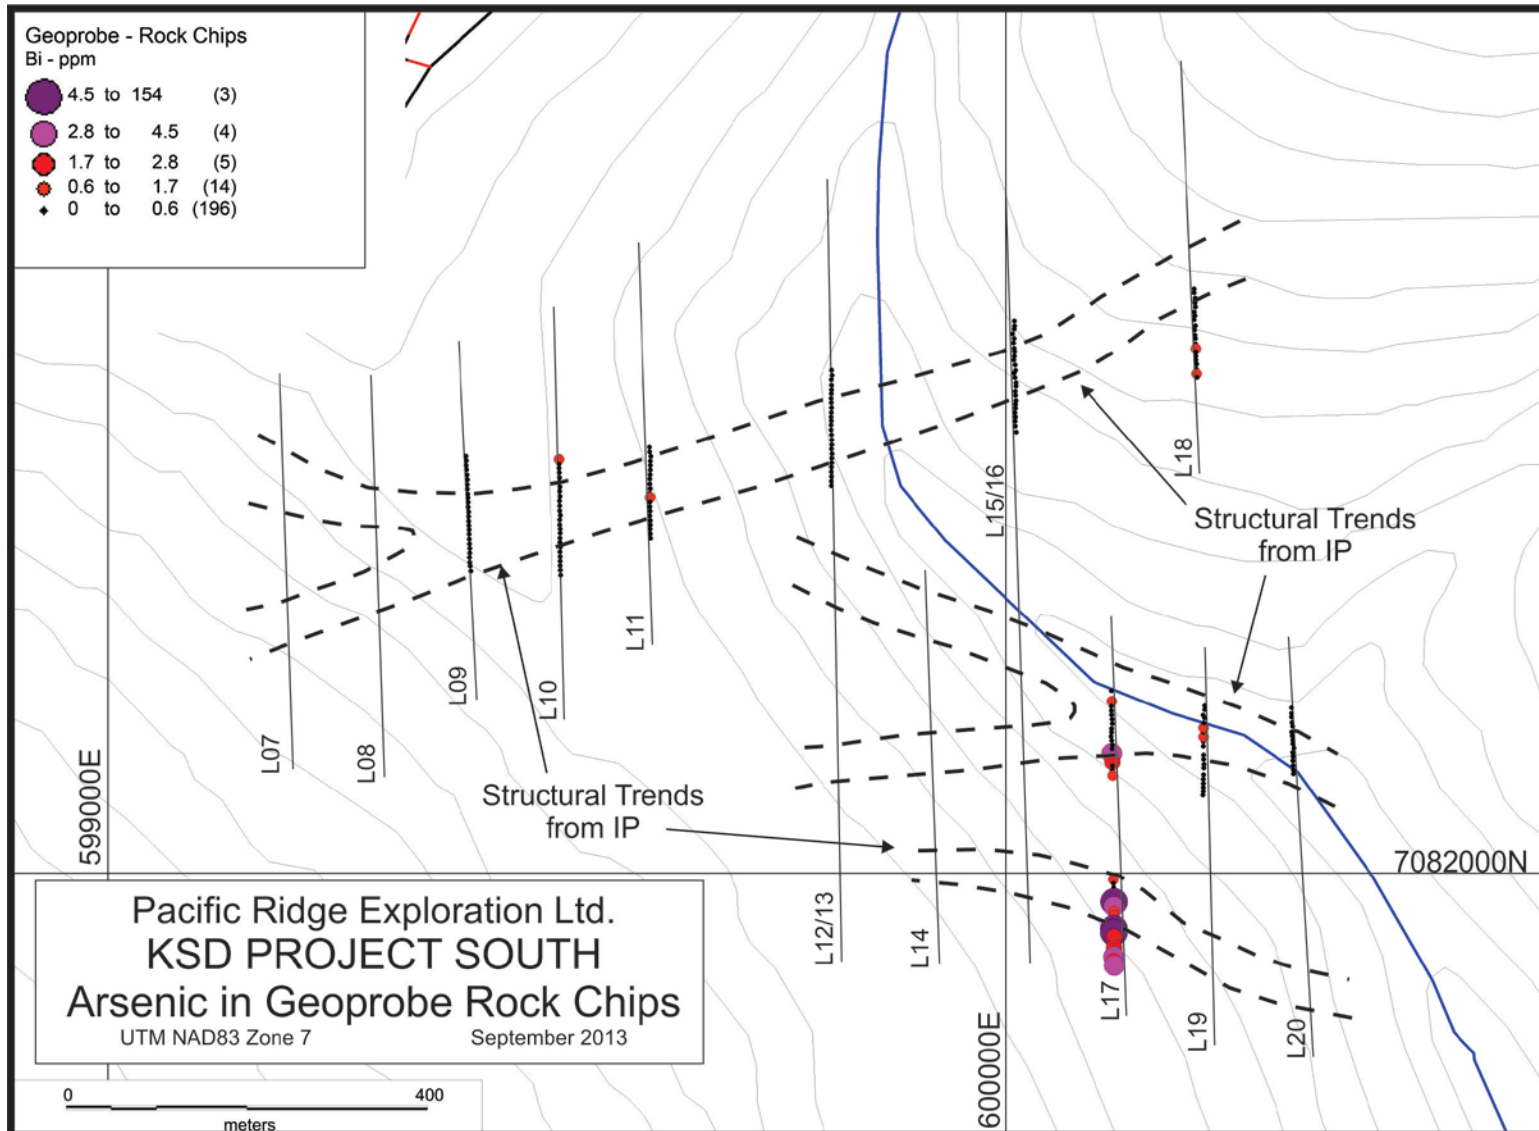 Geoprobe - Rock Chips
Bi - ppm
4.5 to 154 (3)
2.8 to 4.5 (4)
1.7 to 2.8 (5)
0.6 to 1.7 (14)
0 to 0.6 (196)
L18
L15/16
Structural Trends
from IP
L11
L09
L10
L07
L08
599000E
Structural Trends
from IP
7082000N
L12/13
L14
L17
L19
L20
600000E
Pacific Ridge Exploration Ltd.
KSD PROJECT SOUTH
Arsenic in Geoprobe Rock Chips
UTM NAD83 Zone 7 September 2013
0 400
meters